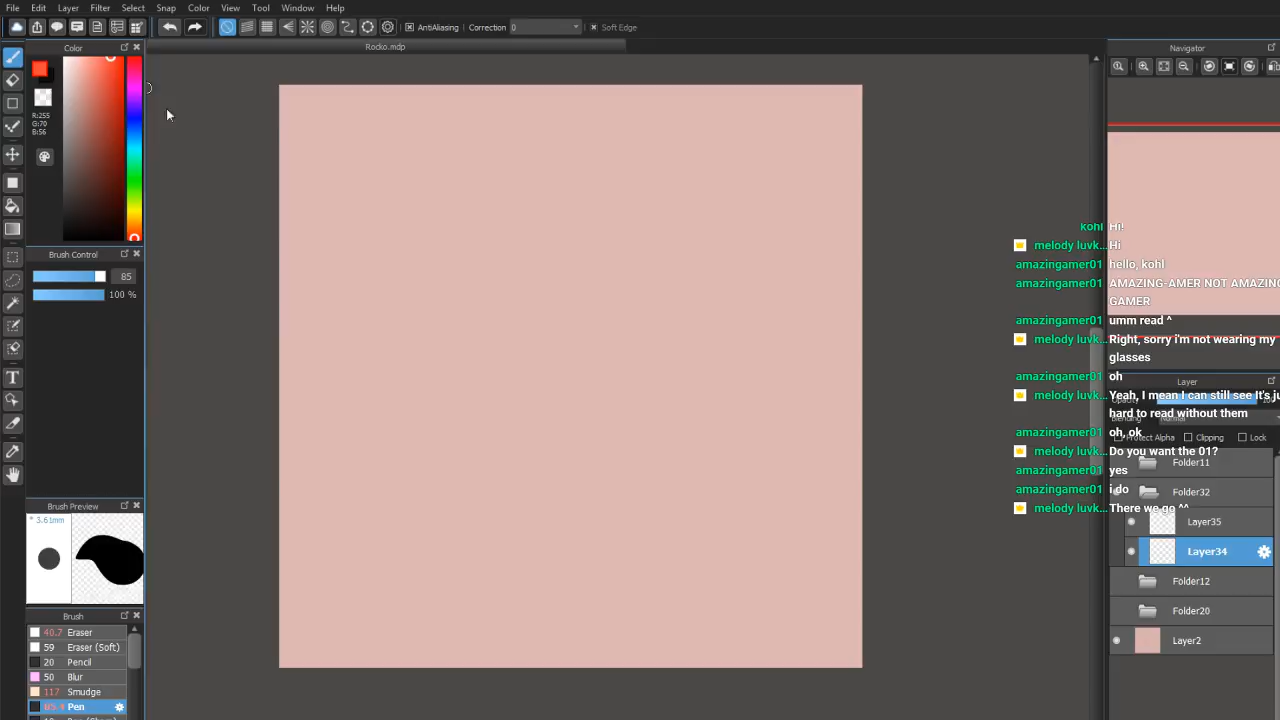 File Edit Layer Filter Select Snap Color View Tool Window Help
AntiAliasing Correction 0 Soft Edge
Color
Rocko.mdp
Navigator
R:255
G:70
B:56
Brush Control
85
100 %
Brush Preview
* 3.61mm
Brush
40.7 Eraser
59 Eraser (Soft)
20 Pencil
50 Blur
117 Smudge
Pen
kohl Hi!
melody luvk... Hi
amazingamer01 hello, kohl
amazingamer01 AMAZING-AMER NOT AMAZING
GAMER
amazingamer01 umm read ^
melody luvk... Right, sorry i'm not wearing my
glasses
amazingamer01 oh
melody luvk... Yeah, I mean I can still see It's
hard to read without them
amazingamer01 oh, ok
melody luvk... Do you want the 01?
amazingamer01 yes
amazingamer01 i do
melody luvk... There we go ^^
Layer
Opacity
Blending Normal
Protect Alpha Clipping Lock
Folder11
Folder32
Layer35
Layer34
Folder12
Folder20
Layer2